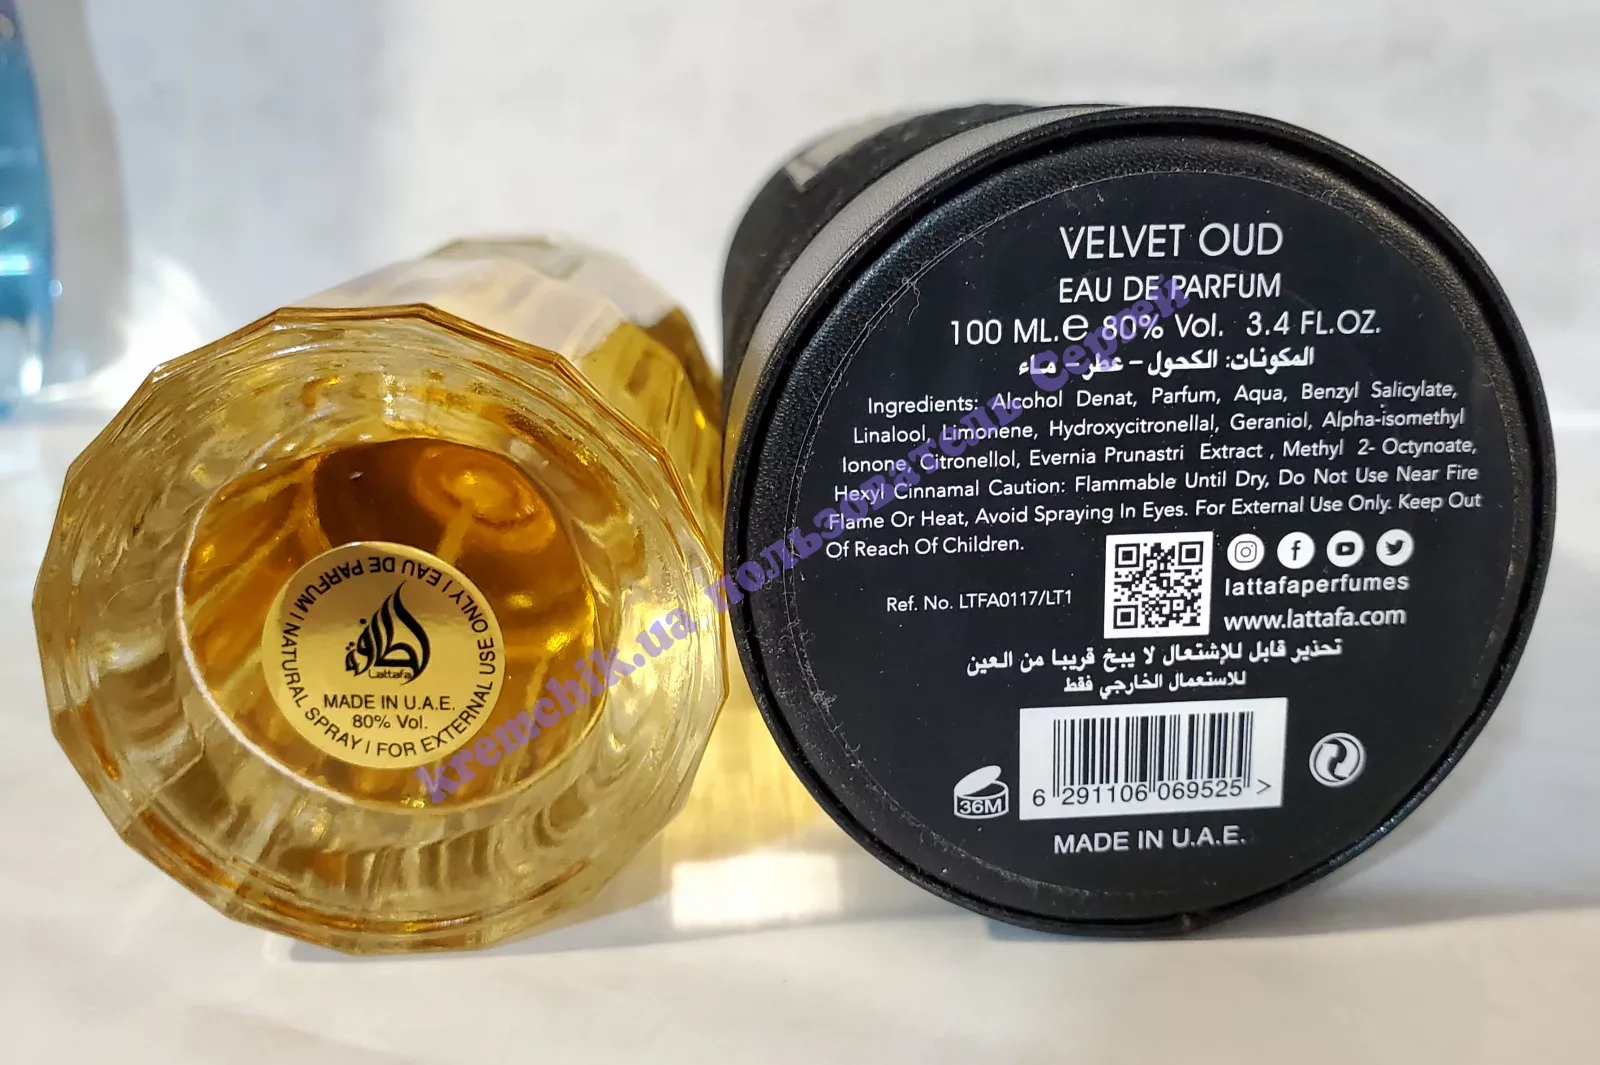 VELVET OUD
EAU DE PARFUM
100 ML.e 80% Vol. 3.4 FL.OZ.
المكونات: الكحول - عطر - ماء
Ingredients: Alcohol Denat, Parfum, Aqua, Benzyl Salicylate,
Linalool, Limonene, Hydroxycitronellal, Geraniol, Alpha-isomethyl
Ionone, Citronellol, Evernia Prunastri Extract, Methyl 2- Octynoate,
Hexyl Cinnamal Caution: Flammable Until Dry, Do Not Use Near Fire
Flame Or Heat, Avoid Spraying In Eyes. For External Use Only. Keep Out
Of Reach Of Children.
Ref. No. LTFA0117/LT1
lattafaperfumes
www.lattafa.com
تحذير قابل للإشتعال لا يبخ قريبا من العين
للاستعمال الخارجي فقط
36M
6 291106 069525 >
MADE IN U.A.E.
EAU DE PARFUM | NATURAL SPRAY | FOR EXTERNAL USE ONLY |
لطافة
Lattafa
MADE IN U.A.E.
80% Vol.
kremchik.ua пользователь Сергей